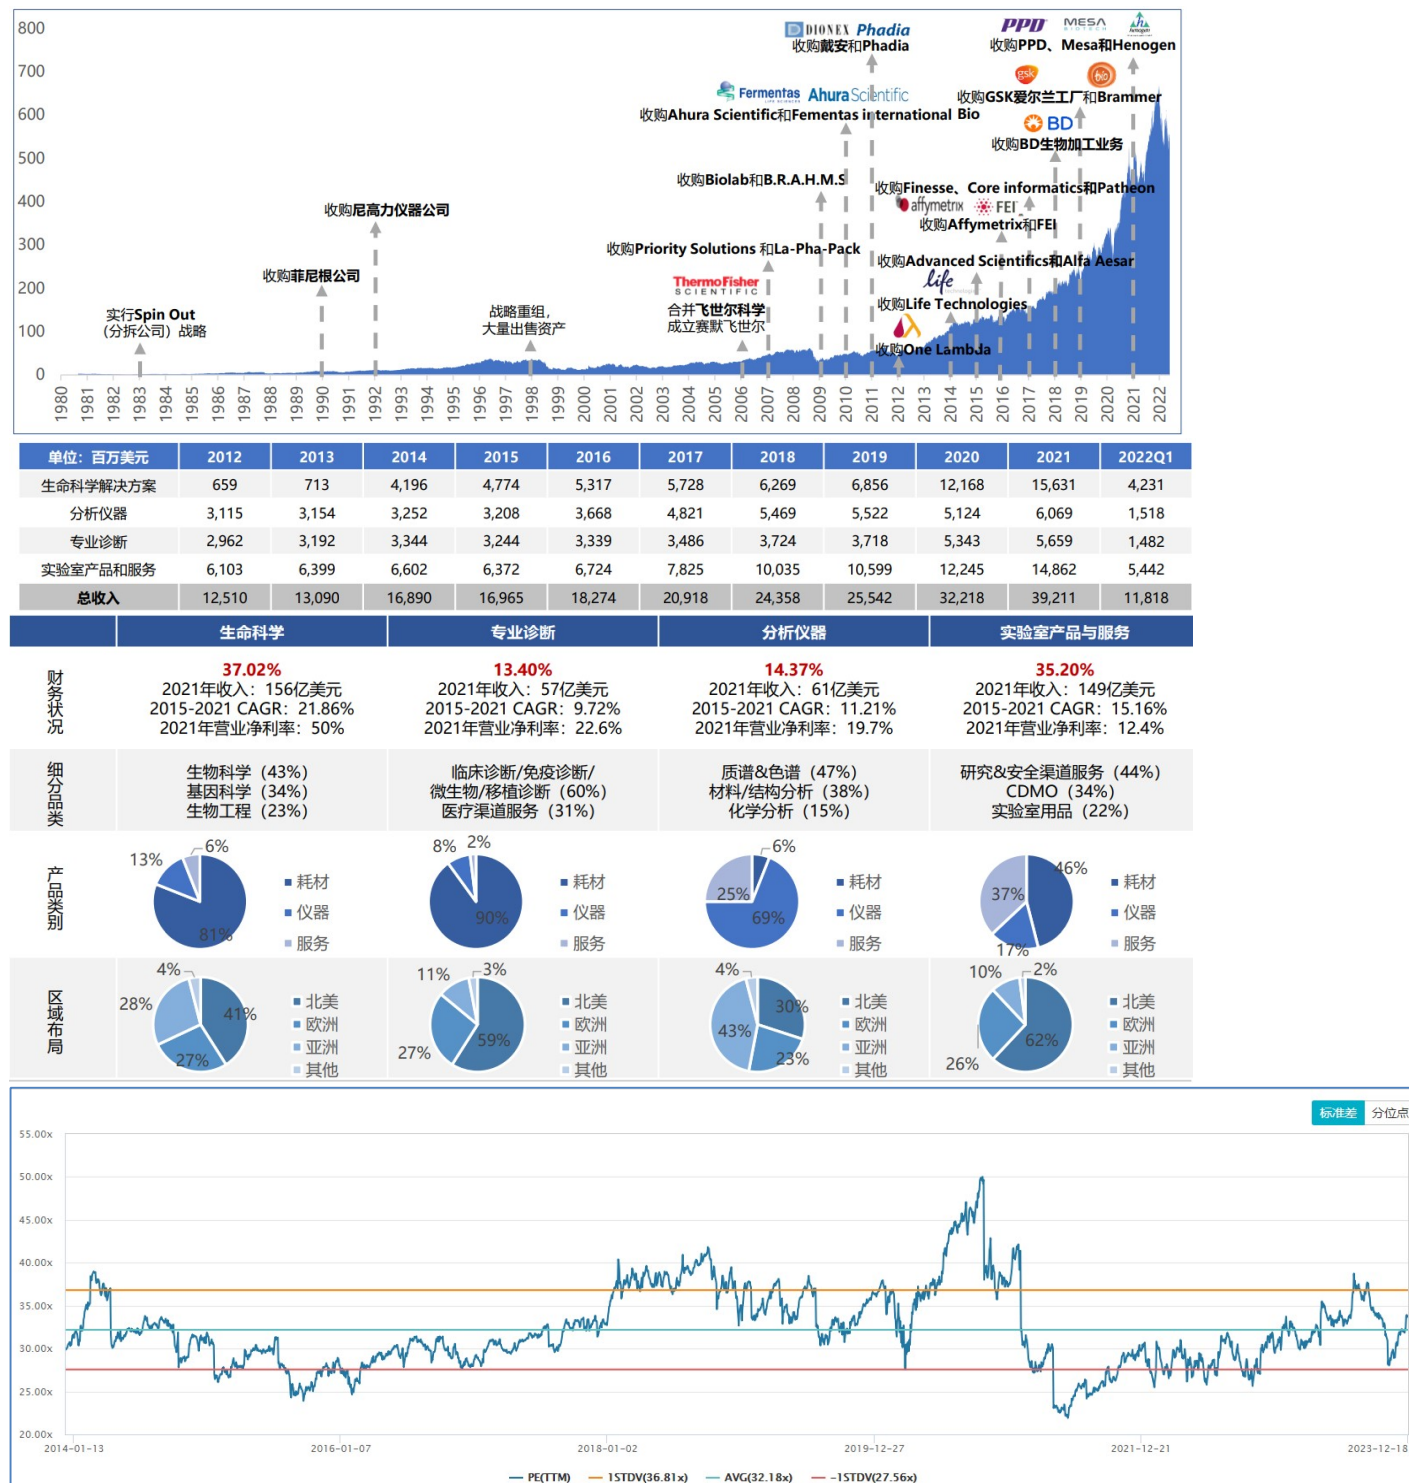 800
700
600
500
400
300
200
100
0
DIONEX Phadia
收购戴安和Phadia
PPD MESA BIOTECH henogen
收购PPD、Mesa和Henogen
gsk bio
收购GSK爱尔兰工厂和Brammer Bio
Fermentas LIFE SCIENCES Ahura Scientific
收购Ahura Scientific和Fementas international
BD
收购BD生物加工业务
收购Biolab和B.R.A.H.M.S
收购Finesse、Core informatics和Patheon
affymetrix FEI
收购Affymetrix和FEI
收购尼高力仪器公司
收购Priority Solutions 和La-Pha-Pack
收购Advanced Scientifics和Alfa Aesar
收购菲尼根公司
ThermoFisher
SCIENTIFIC
life technologies
收购Life Technologies
合并飞世尔科学
成立赛默飞世尔
战略重组，
大量出售资产
实行Spin Out
（分拆公司）战略
收购One Lambda
1980 1981 1982 1983 1984 1985 1986 1987 1988 1989 1990 1992 1993 1994 1995 1996 1997 1998 1999 2000 2001 2002 2003 2004 2005 2006 2007 2008 2009 2010 2011 2012 2013 2014 2015 2016 2017 2018 2019 2020 2021 2022
单位：百万美元 2012 2013 2014 2015 2016 2017 2018 2019 2020 2021 2022Q1
生命科学解决方案 659 713 4,196 4,774 5,317 5,728 6,269 6,856 12,168 15,631 4,231
分析仪器 3,115 3,154 3,252 3,208 3,668 4,821 5,469 5,522 5,124 6,069 1,518
专业诊断 2,962 3,192 3,344 3,244 3,339 3,486 3,724 3,718 5,343 5,659 1,482
实验室产品和服务 6,103 6,399 6,602 6,372 6,724 7,825 10,035 10,599 12,245 14,862 5,442
总收入 12,510 13,090 16,890 16,965 18,274 20,918 24,358 25,542 32,218 39,211 11,818
生命科学 专业诊断 分析仪器 实验室产品与服务
财务状况
37.02% 13.40% 14.37% 35.20%
2021年收入：156亿美元 2021年收入：57亿美元 2021年收入：61亿美元 2021年收入：149亿美元
2015-2021 CAGR：21.86% 2015-2021 CAGR：9.72% 2015-2021 CAGR：11.21% 2015-2021 CAGR：15.16%
2021年营业净利率：50% 2021年营业净利率：22.6% 2021年营业净利率：19.7% 2021年营业净利率：12.4%
细分品类
生物科学（43%） 临床诊断/免疫诊断/ 质谱&色谱（47%） 研究&安全渠道服务（44%）
基因科学（34%） 微生物/移植诊断（60%） 材料/结构分析（38%） CDMO（34%）
生物工程（23%） 医疗渠道服务（31%） 化学分析（15%） 实验室用品（22%）
产品类别
13% 6% 81% 耗材 仪器 服务
8% 2% 90% 耗材 仪器 服务
6% 25% 69% 耗材 仪器 服务
46% 37% 17% 耗材 仪器 服务
区域布局
4% 28% 41% 27% 北美 欧洲 亚洲 其他
11% 3% 27% 59% 北美 欧洲 亚洲 其他
4% 30% 43% 23% 北美 欧洲 亚洲 其他
10% 2% 26% 62% 北美 欧洲 亚洲 其他
标准差 分位点
55.00x
50.00x
45.00x
40.00x
35.00x
30.00x
25.00x
20.00x
2014-01-13 2016-01-07 2018-01-02 2019-12-27 2021-12-21 2023-12-18
PE(TTM) 1STDV(36.81x) AVG(32.18x) -1STDV(27.56x)